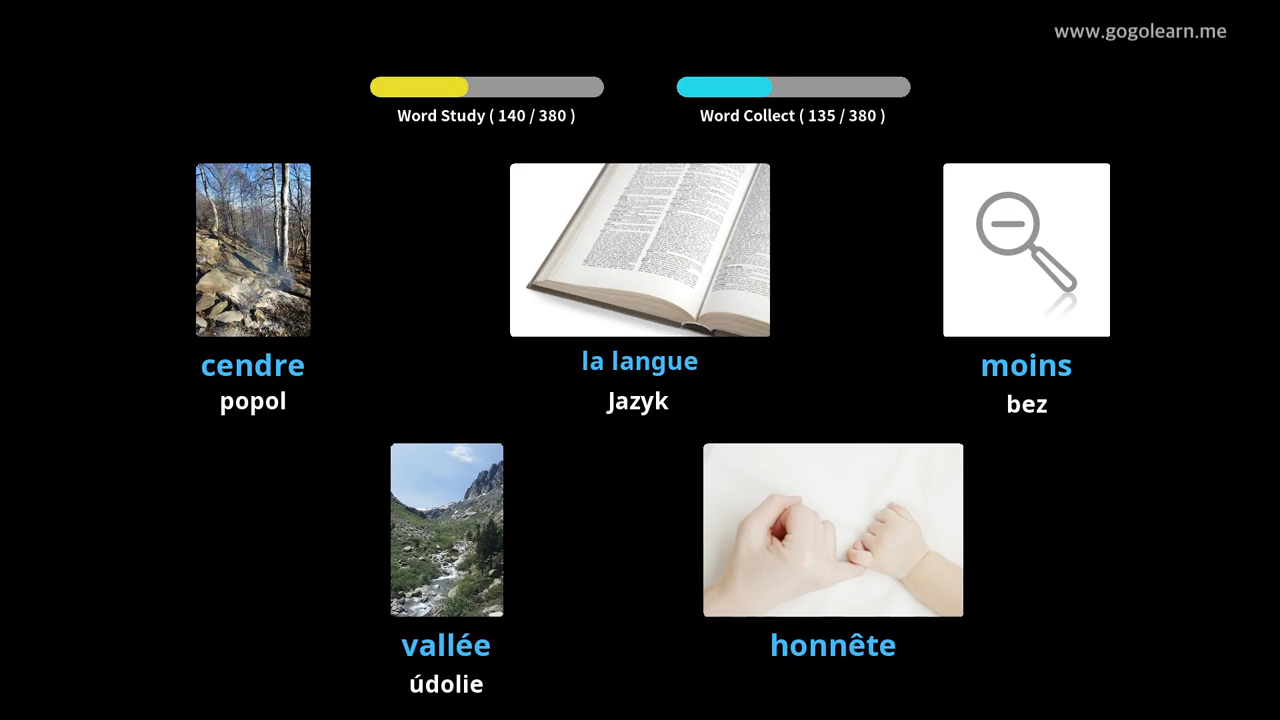 www.gogolearn.me
Word Study ( 140 / 380 )
Word Collect ( 135 / 380 )
cendre
popol
la langue
Jazyk
moins
bez
vallée
údolie
honnête